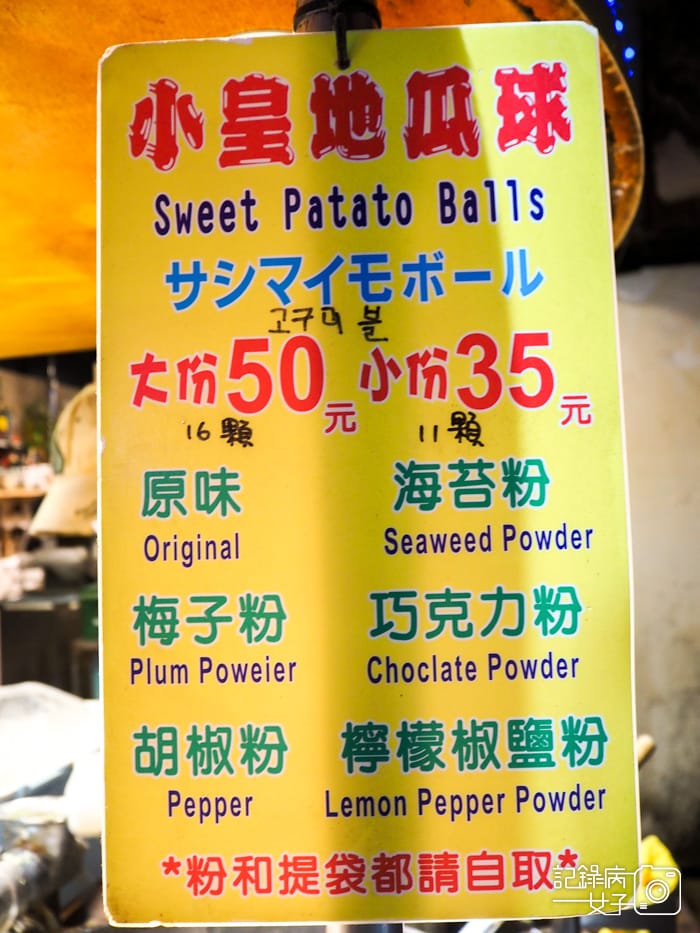 小皇地瓜球
Sweet Patato Balls
サシマイモボール
고구마 볼
大份50元 小份35元
16顆 11顆
原味 海苔粉
Original Seaweed Powder
梅子粉 巧克力粉
Plum Poweier Choclate Powder
胡椒粉 檸檬椒鹽粉
Pepper Lemon Pepper Powder
*粉和提袋都請自取*
記錄病
女子